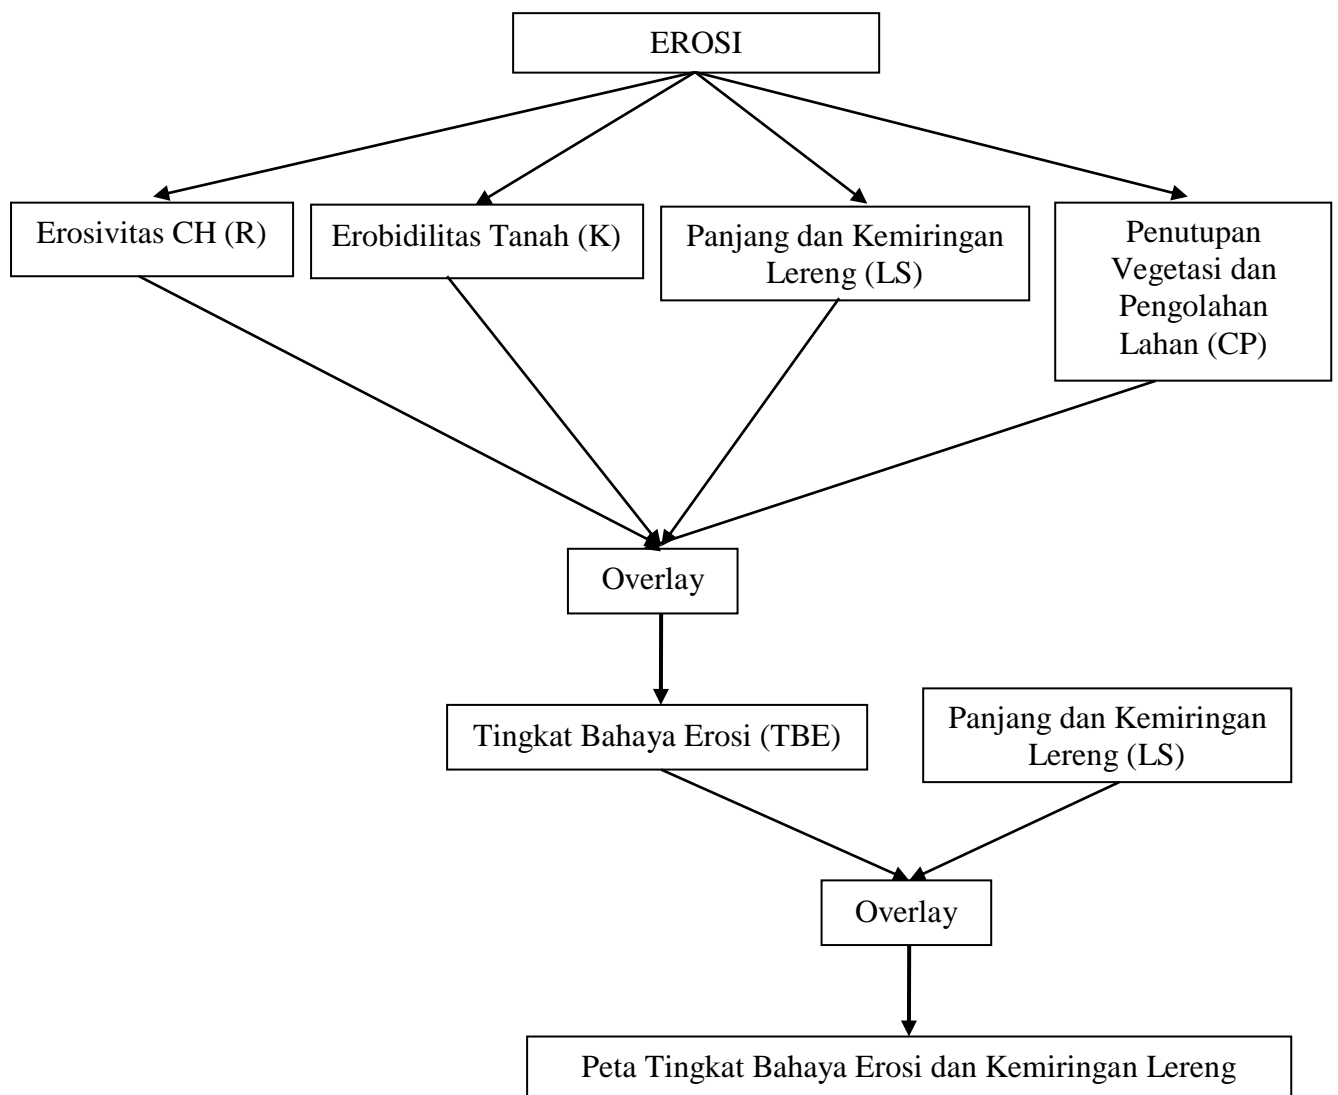 EROSI
Erosivitas CH (R)
Erobidilitas Tanah (K)
Panjang dan Kemiringan
Lereng (LS)
Penutupan
Vegetasi dan
Pengolahan
Lahan (CP)
Overlay
Tingkat Bahaya Erosi (TBE)
Panjang dan Kemiringan
Lereng (LS)
Overlay
Peta Tingkat Bahaya Erosi dan Kemiringan Lereng